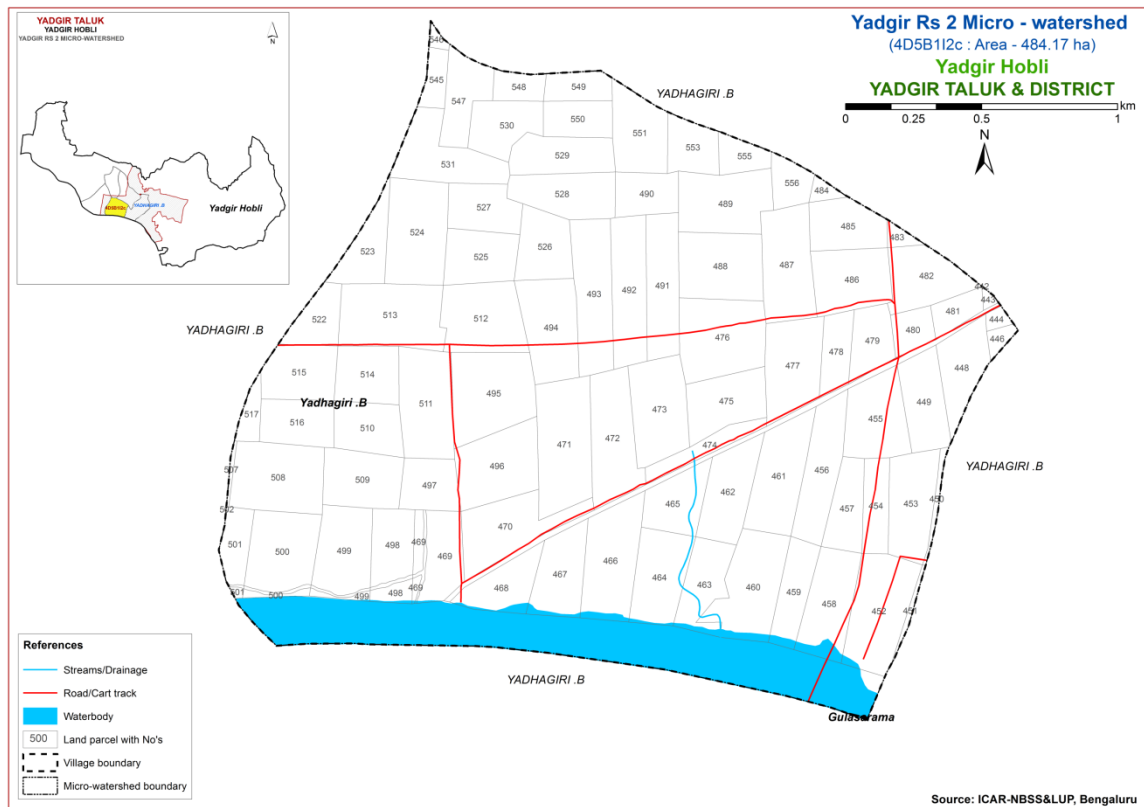 YADGIR TALUK
YADGIR HOBLI
YADGIR RS 2 MICRO-WATERSHED
N
4D5B1I2c
YADHAGIRI .B
Yadgir Hobli
Yadgir Rs 2 Micro - watershed
(4D5B1I2c : Area - 484.17 ha)
Yadgir Hobli
YADGIR TALUK & DISTRICT
km
0 0.25 0.5 1
N
546
545 548 549
YADHAGIRI .B
547
550
530 551
553 555
529
531
556
528 490 484
527 489
524 485
483
526
523 525
488 487
486 482
493 492 491
442
443
513 512 481
522 494
444
YADHAGIRI .B
476 480
446
477 478 479
515 514
448
495
475
Yadhagiri .B 511
517 473 449
516 510 455
471 472 474
496
507 461 456
YADHAGIRI .B
508 509 497
462
465 457 454 453 450
502
470
501 500 499 498 469 469
466
467 464 463 460
468
469
501 500 499 498
459 458 452 451
YADHAGIRI .B
Gulasarama
References
Streams/Drainage
Road/Cart track
Waterbody
500 Land parcel with No's
Village boundary
Micro-watershed boundary
Source: ICAR-NBSS&LUP, Bengaluru